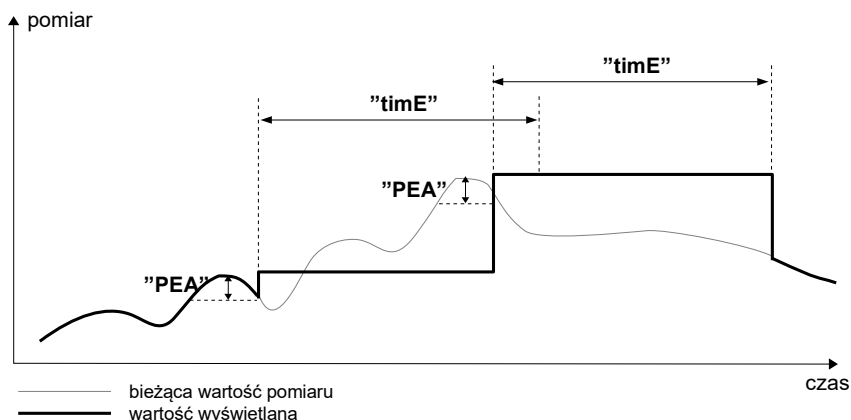 pomiar
”timE”
”timE”
”PEA”
”PEA”
czas
bieżąca wartość pomiaru
wartość wyświetlana